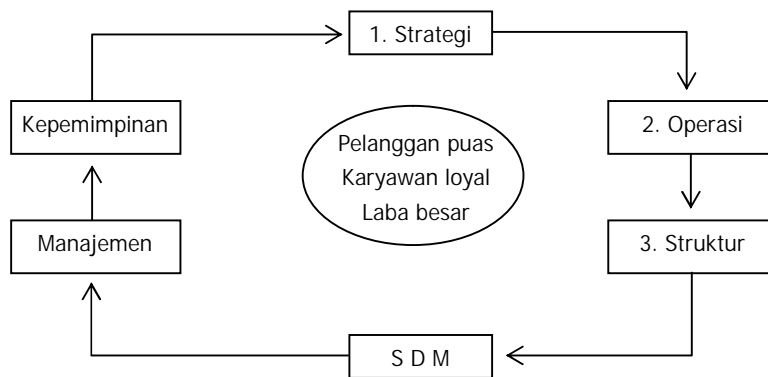 1. Strategi
Kepemimpinan
2. Operasi
Pelanggan puas
Karyawan loyal
Laba besar
Manajemen
3. Struktur
S D M